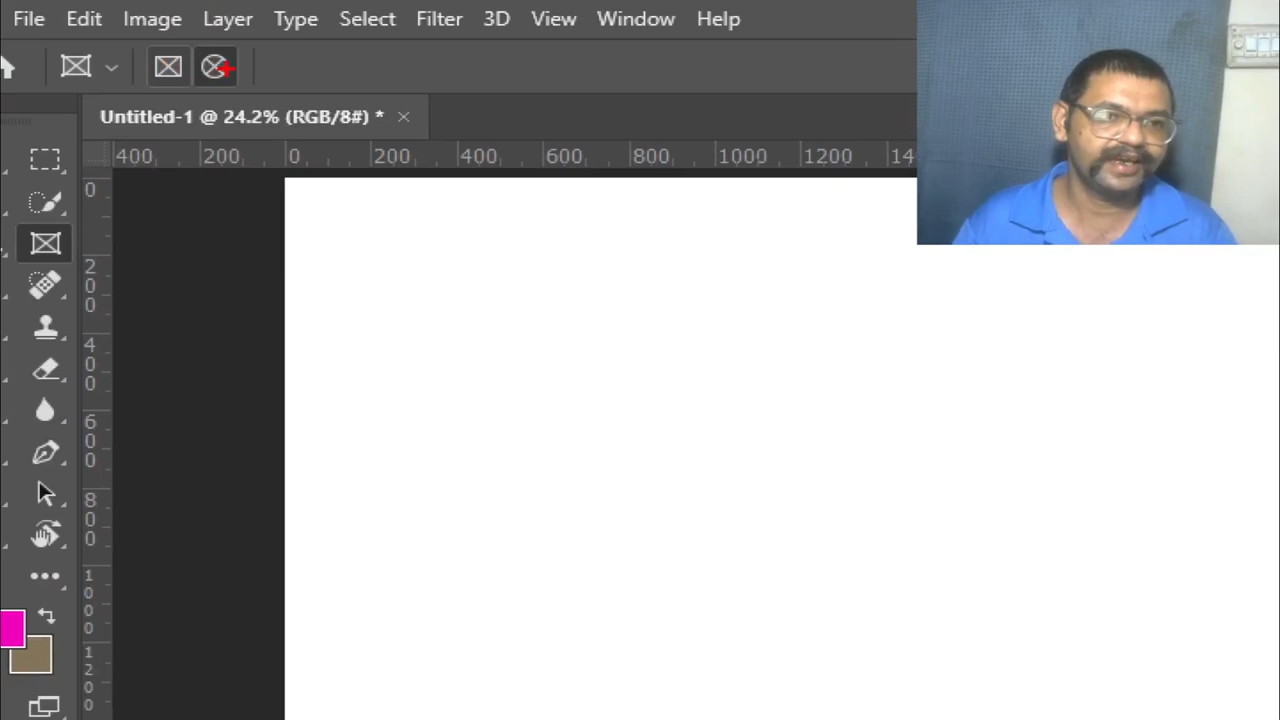 File Edit Image Layer Type Select Filter 3D View Window Help
Untitled-1 @ 24.2% (RGB/8#) *
400 200 0 200 400 600 800 1000 1200 14
0
200
400
600
800
1000
1200